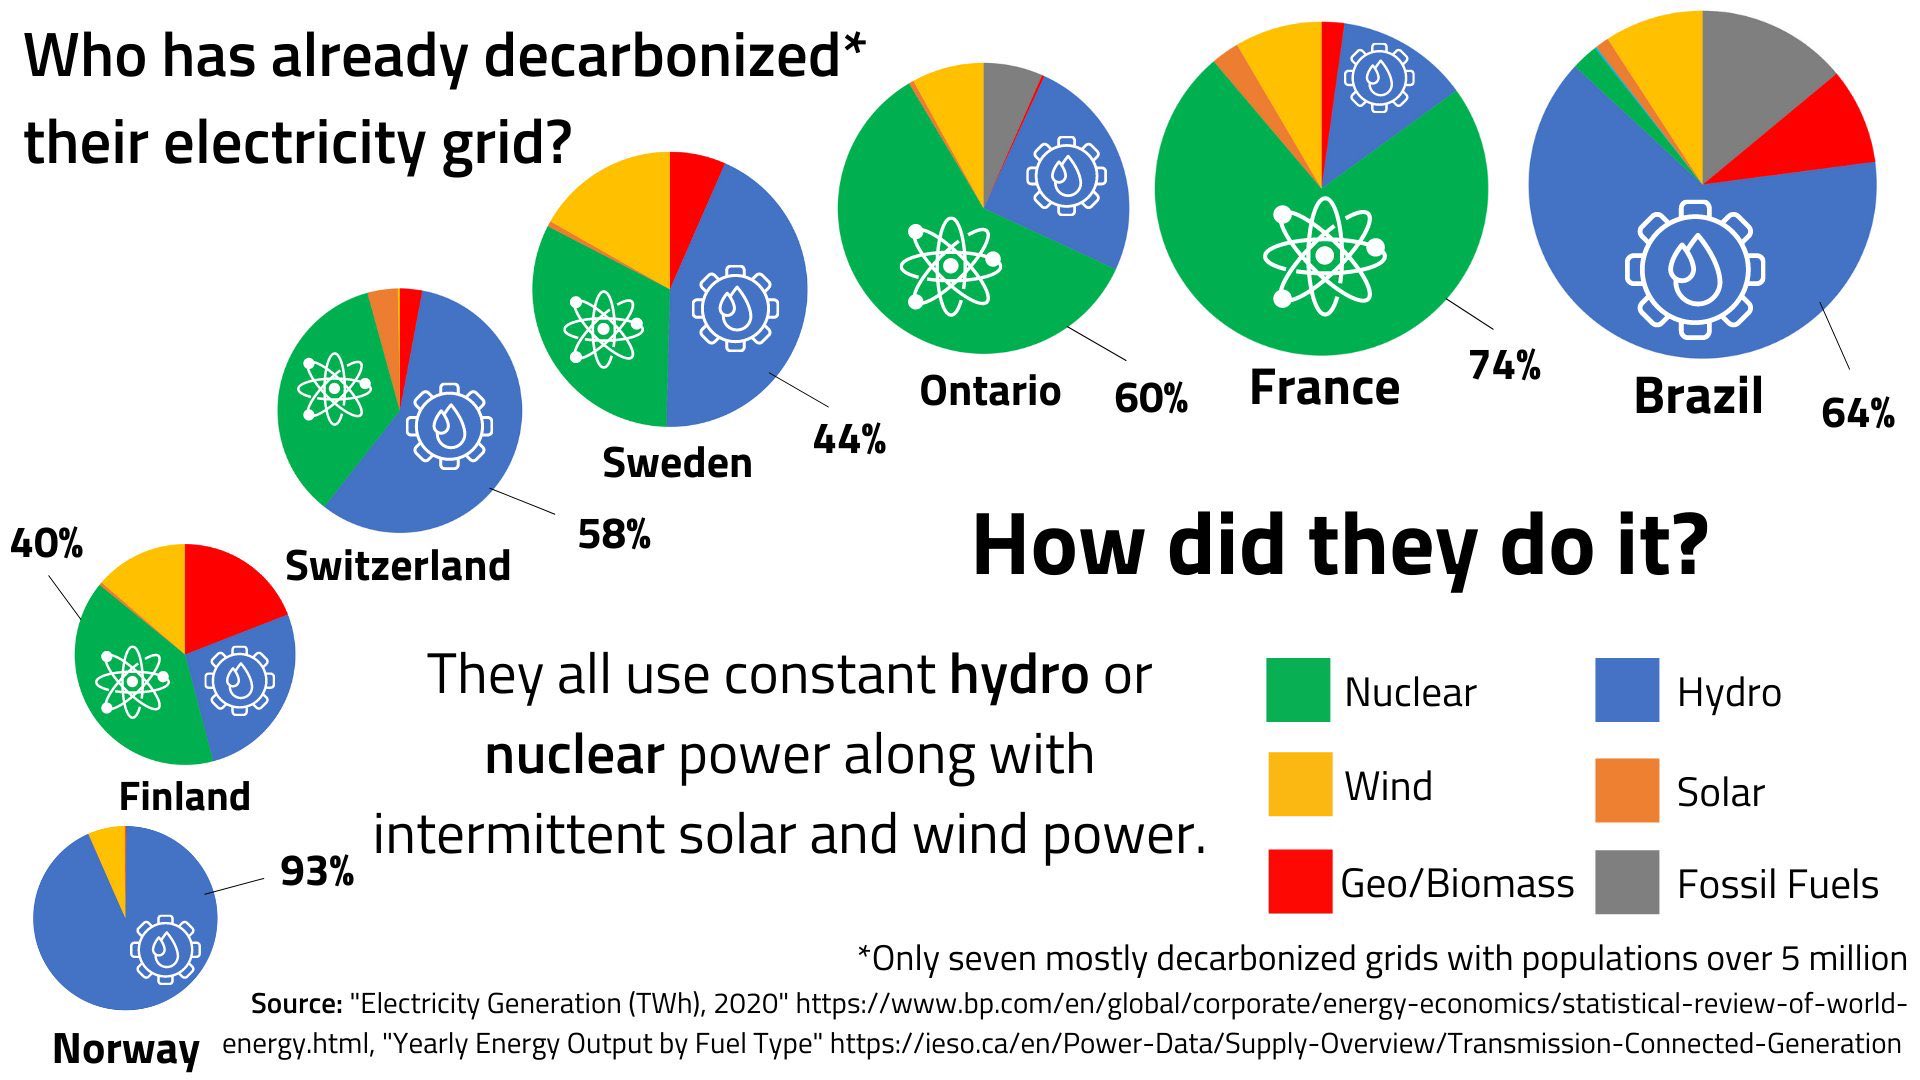 Who has already decarbonized*
their electricity grid?
Ontario
60%
France
74%
Brazil
64%
Sweden
44%
Switzerland
58%
40%
Finland
93%
Norway
How did they do it?
They all use constant hydro or
nuclear power along with
intermittent solar and wind power.
Nuclear
Hydro
Wind
Solar
Geo/Biomass
Fossil Fuels
*Only seven mostly decarbonized grids with populations over 5 million
Source: "Electricity Generation (TWh), 2020" https://www.bp.com/en/global/corporate/energy-economics/statistical-review-of-world-
energy.html, "Yearly Energy Output by Fuel Type" https://ieso.ca/en/Power-Data/Supply-Overview/Transmission-Connected-Generation